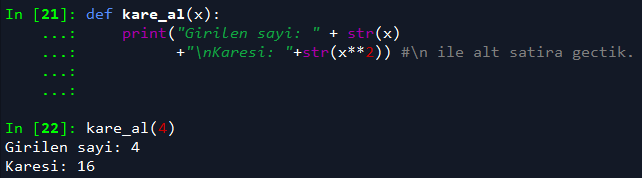 In [21]: def kare_al(x):
    ...:     print("Girilen sayi: " + str(x)
    ...:           +"\nKaresi: "+str(x**2)) #\n ile alt satira gectik.
    ...:
    ...:
In [22]: kare_al(4)
Girilen sayi: 4
Karesi: 16